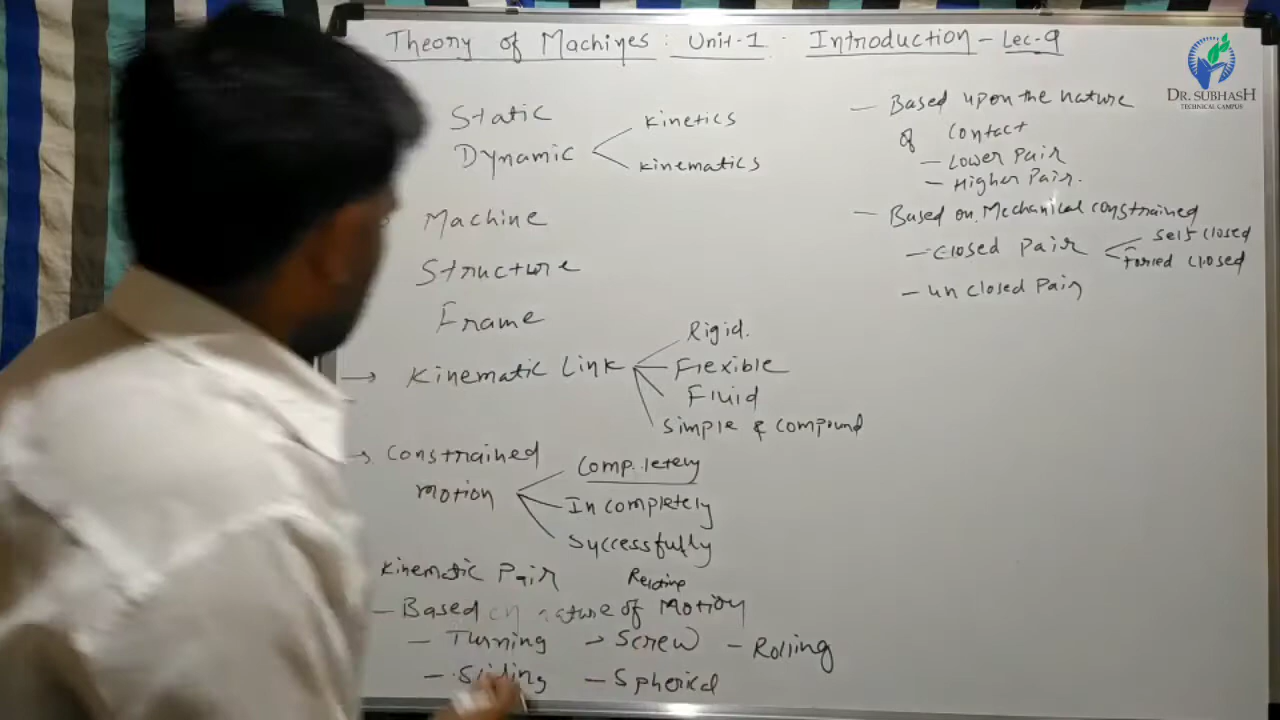 Theory of Machines : Unit-1 : Introduction - Lec-9
DR. SUBHASH
TECHNICAL CAMPUS
Static
Dynamic
Kinetics
Kinematics
Machine
Structure
Frame
→ Kinematic Link
Rigid.
Flexible
Fluid
Simple & Compound
→ Constrained
motion
Completely
In completely
Successfully
Kinematic Pair
Relative
- Based on nature of Motion
- Turning → Screw - Rolling
- Sliding - Spherical
- Based upon the nature
of Contact
- Lower Pair
- Higher Pair.
- Based on Mechanical constrained
- Closed Pair
Self closed
closed
- un closed Pair